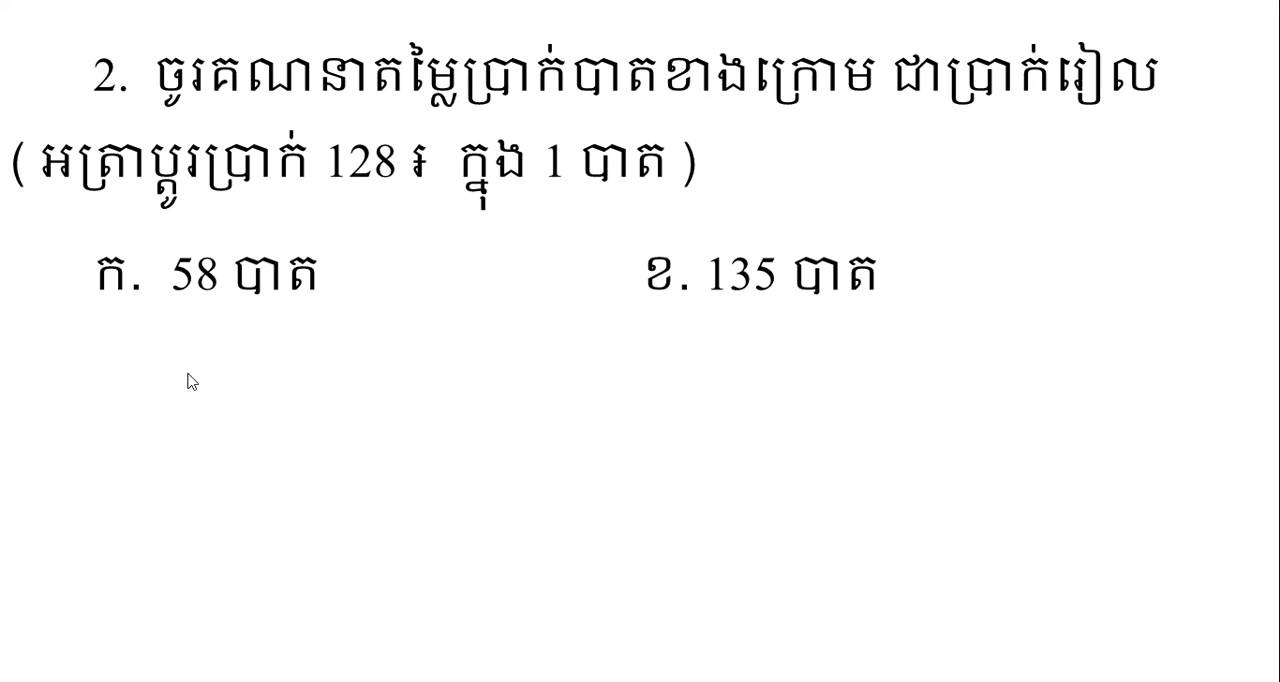 2. ចូរគណនាតម្លៃប្រាក់បាតខាងក្រោម ជាប្រាក់រៀល
( អត្រាប្តូរប្រាក់ 128 ៛ ក្នុង 1 បាត )
ក. 58 បាត ខ. 135 បាត